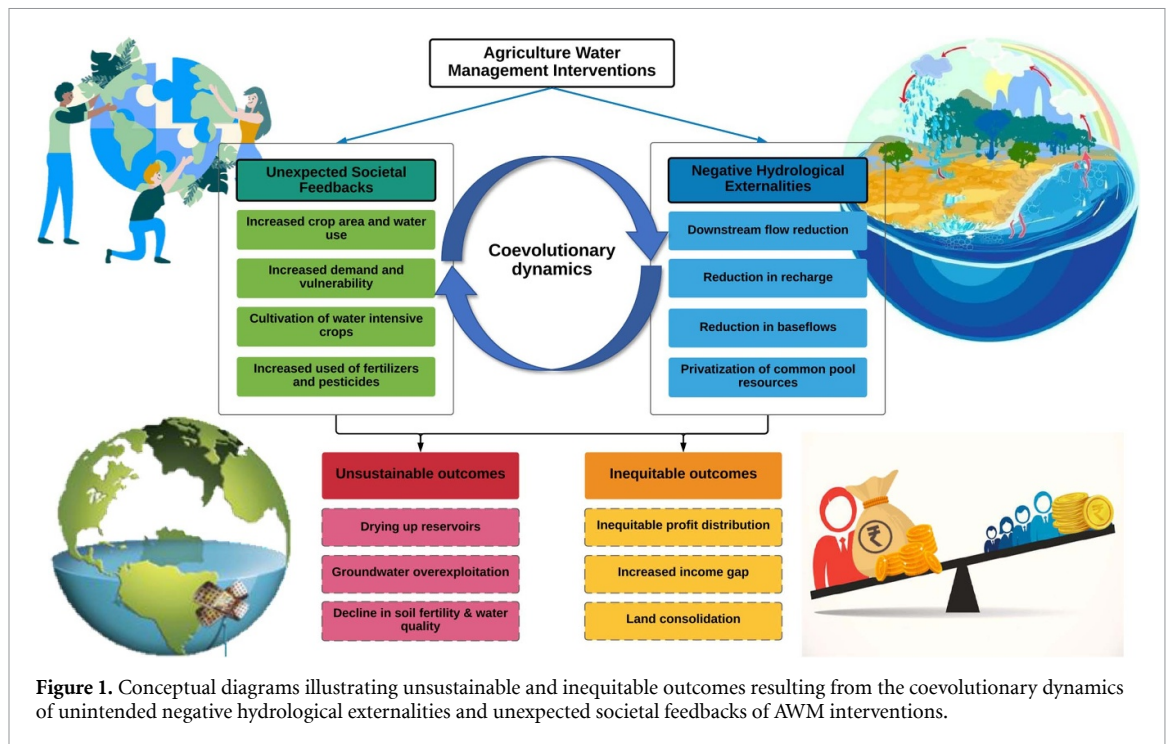 Agriculture Water
Management Interventions
Unexpected Societal
Feedbacks
Increased crop area and water
use
Increased demand and
vulnerability
Cultivation of water intensive
crops
Increased used of fertilizers
and pesticides
Coevolutionary
dynamics
Negative Hydrological
Externalities
Downstream flow reduction
Reduction in recharge
Reduction in baseflows
Privatization of common pool
resources
Unsustainable outcomes
Drying up reservoirs
Groundwater overexploitation
Decline in soil fertility & water
quality
Inequitable outcomes
Inequitable profit distribution
Increased income gap
Land consolidation
₹
₹
Figure 1. Conceptual diagrams illustrating unsustainable and inequitable outcomes resulting from the coevolutionary dynamics
of unintended negative hydrological externalities and unexpected societal feedbacks of AWM interventions.